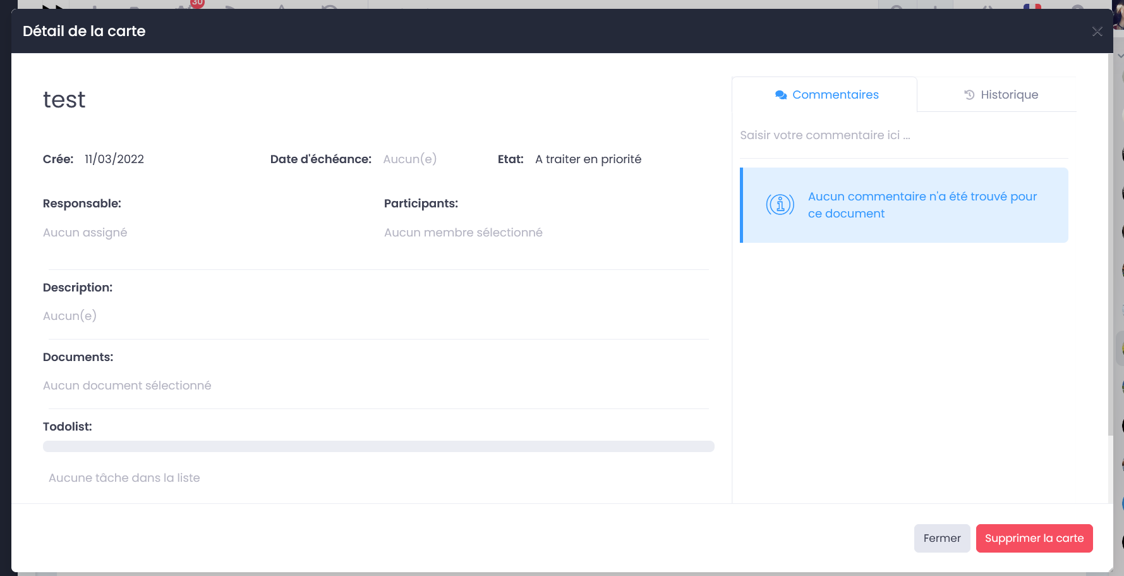 30
Détail de la carte
test
Crée: 11/03/2022 Date d'échéance: Aucun(e) Etat: A traiter en priorité
Responsable: Participants:
Aucun assigné Aucun membre sélectionné
Description:
Aucun(e)
Documents:
Aucun document sélectionné
Todolist:
Aucune tâche dans la liste
Commentaires Historique
Saisir votre commentaire ici ...
Aucun commentaire n'a été trouvé pour
ce document
Fermer Supprimer la carte